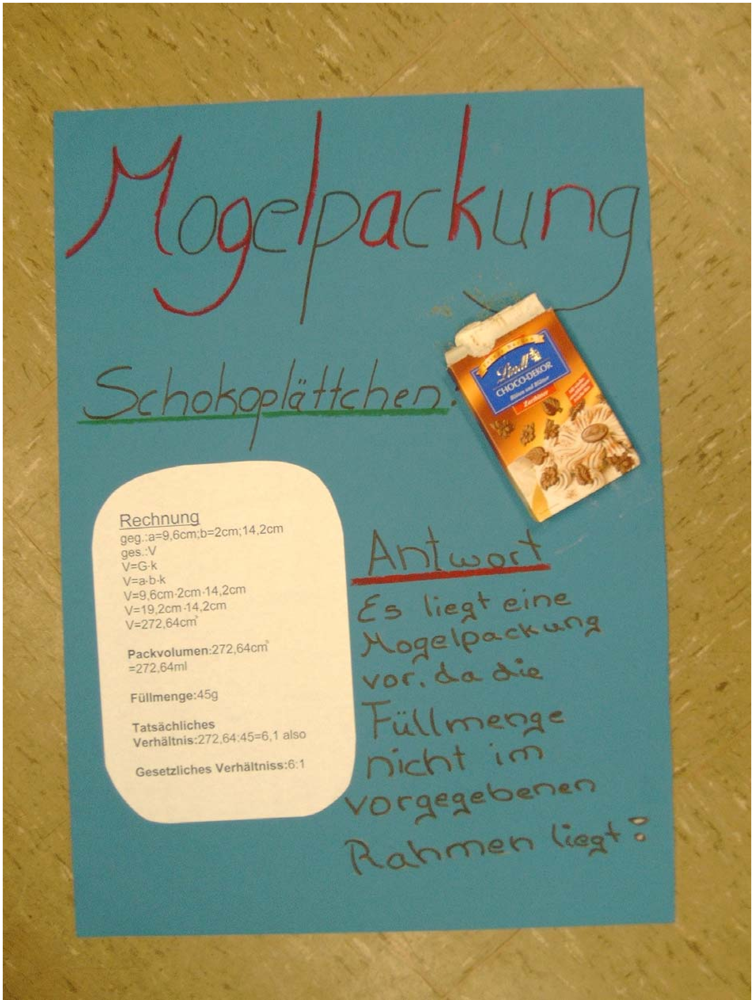 Mogelpackung
Schokoplättchen:
Lindt
CHOCO-DEKOR
Blüten und Blätter
Zartbitter
Rechnung
geg.:a=9,6cm;b=2cm;14,2cm
ges.:V
V=G·k
V=a·b·k
V=9,6cm·2cm·14,2cm
V=19,2cm·14,2cm
V=272,64cm³
Packvolumen:272,64cm³
=272,64ml
Füllmenge:45g
Tatsächliches
Verhältnis:272,64:45=6,1 also
Gesetzliches Verhältniss:6:1
Antwort
Es liegt eine
Mogelpackung
vor, da die
Füllmenge
nicht im
vorgegebenen
Rahmen liegt!